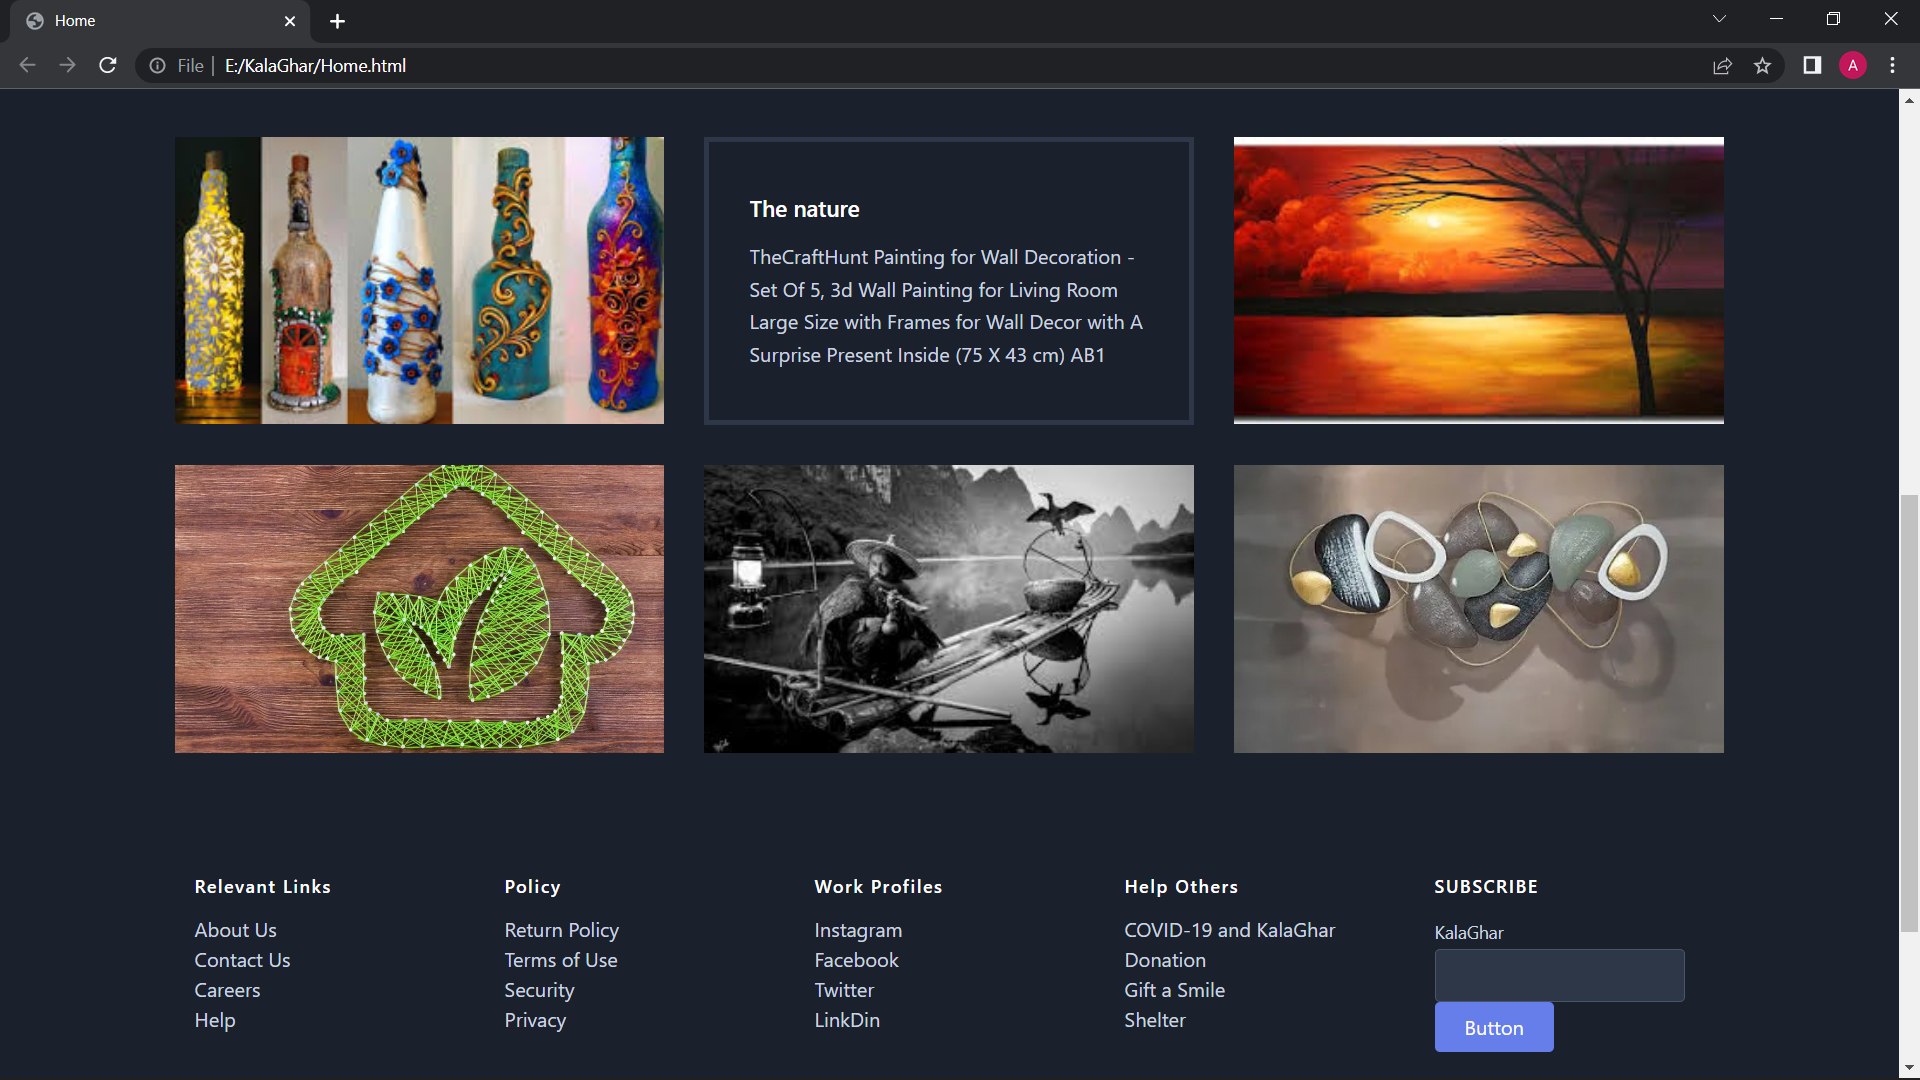 Home
File
E:/KalaGhar/Home.html
A
The nature
TheCraftHunt Painting for Wall Decoration -
Set Of 5, 3d Wall Painting for Living Room
Large Size with Frames for Wall Decor with A
Surprise Present Inside (75 X 43 cm) AB1
Relevant Links
About Us
Contact Us
Careers
Help
Policy
Return Policy
Terms of Use
Security
Privacy
Work Profiles
Instagram
Facebook
Twitter
LinkDin
Help Others
COVID-19 and KalaGhar
Donation
Gift a Smile
Shelter
SUBSCRIBE
KalaGhar
Button